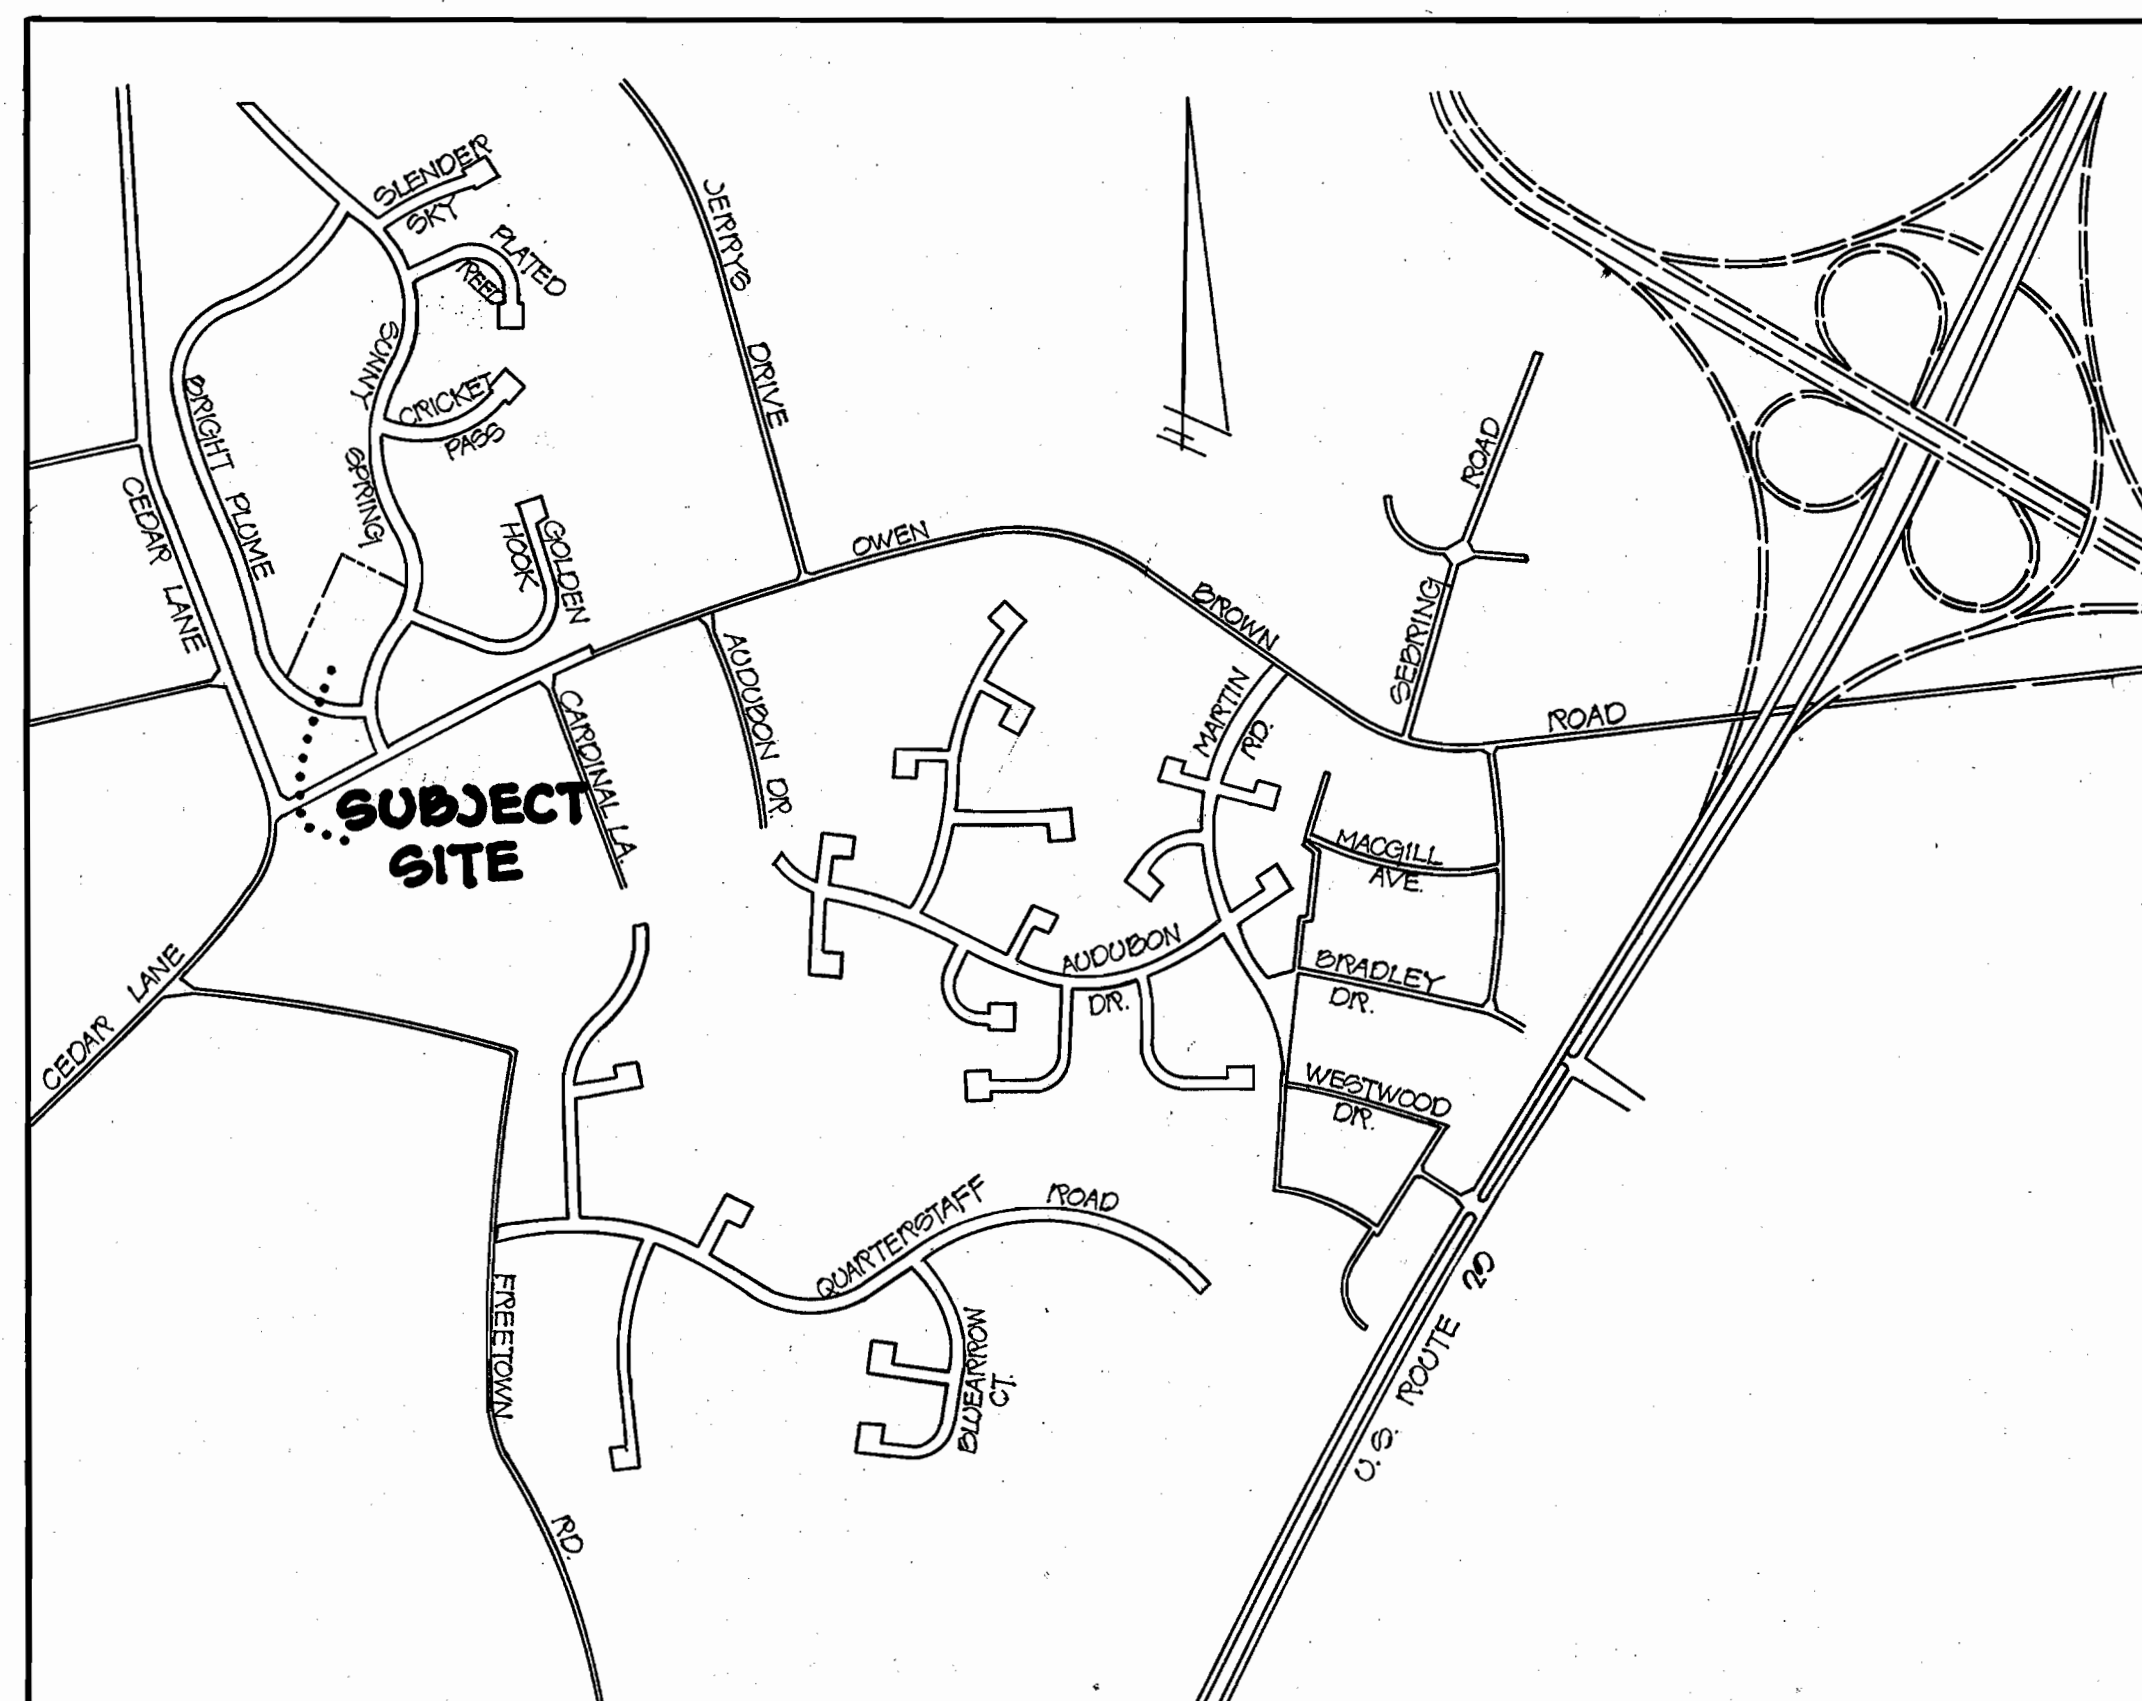 SLENDER
SKY
PLATED
REED
JERRYS
DRIVE
SUNNY
SPRING
CRICKET
PASS
BRIGHT PLUME
CEDAR LANE
GOLDEN
HOOK
OWEN
BROWN
ROAD
SEBRING
ROAD
AUDUBON DR.
CARDINAL LA.
MARTIN
RD.
SUBJECT
SITE
MACGILL
AVE.
AUDUBON
DR.
BRADLEY
DR.
CEDAR LANE
WESTWOOD
DR.
QUARTERSTAFF ROAD
FREETOWN
RD.
BLUEARROW
CT.
U.S. ROUTE 29